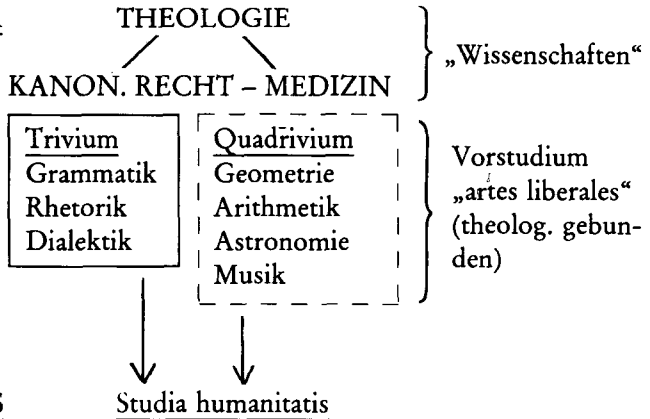 THEOLOGIE
KANON. RECHT – MEDIZIN
„Wissenschaften“
Trivium
Grammatik
Rhetorik
Dialektik
Quadrivium
Geometrie
Arithmetik
Astronomie
Musik
Vorstudium
„artes liberales“
(theolog. gebun-
den)
Studia humanitatis